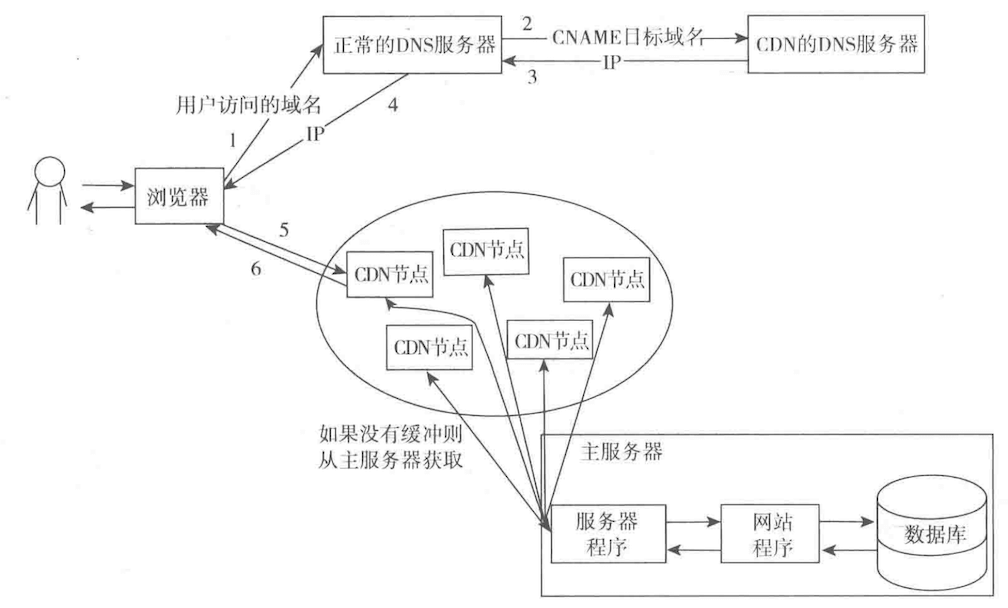 正常的DNS服务器
2
CNAME目标域名
CDN的DNS服务器
IP
3
用户访问的域名
4
1
IP
浏览器
5
6
CDN节点
CDN节点
CDN节点
CDN节点
CDN节点
如果没有缓冲则
从主服务器获取
主服务器
服务器
程序
网站
程序
数据库